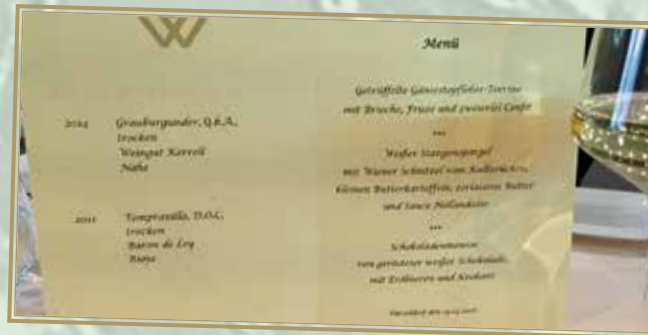 W
2014 Grauburgunder, Q.b.A.,
trocken
Weingut Korrell
Nahe
2011 Tempranillo, D.O.C,
trocken
Baron de Ley
Rioja
Menü
Getrüffelte Gänsestopfleber-Terrine
mit Brioche, Frisee und zweierlei Confit
***
Weißer Stangenspargel
mit Wiener Schnitzel vom Kalbsrücken,
kleinen Butterkartoffeln, zerlassene Butter
und Sauce Hollandaise
***
Schokoladenmousse
von gerösteter weißer Schokolade,
mit Erdbeeren und Krokant